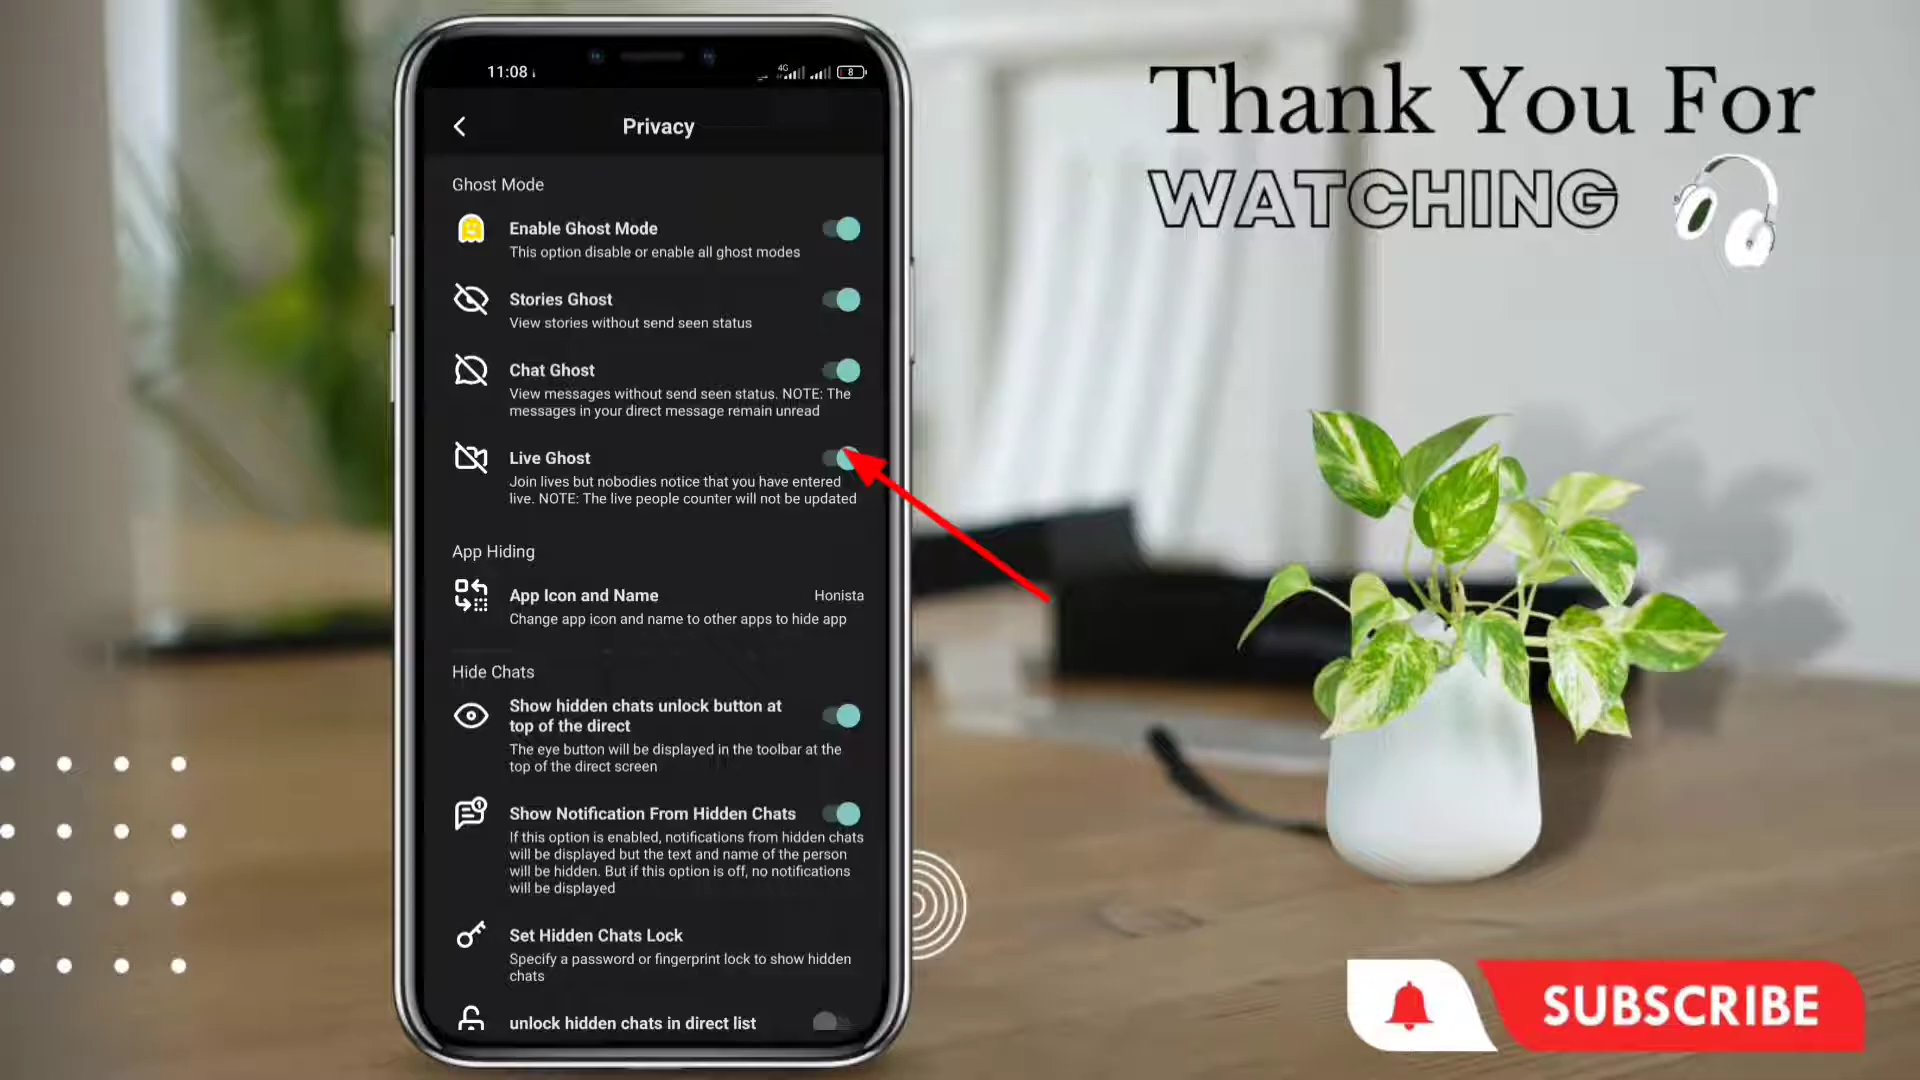 11:08
4G
8
Privacy
Ghost Mode
Enable Ghost Mode
This option disable or enable all ghost modes
Stories Ghost
View stories without send seen status
Chat Ghost
View messages without send seen status. NOTE: The
messages in your direct message remain unread
Live Ghost
Join lives but nobodies notice that you have entered
live. NOTE: The live people counter will not be updated
App Hiding
App Icon and Name
Honista
Change app icon and name to other apps to hide app
Hide Chats
Show hidden chats unlock button at
top of the direct
The eye button will be displayed in the toolbar at the
top of the direct screen
Show Notification From Hidden Chats
If this option is enabled, notifications from hidden chats
will be displayed but the text and name of the person
will be hidden. But if this option is off, no notifications
will be displayed
Set Hidden Chats Lock
Specify a password or fingerprint lock to show hidden
chats
unlock hidden chats in direct list
Thank You For
WATCHING
SUBSCRIBE